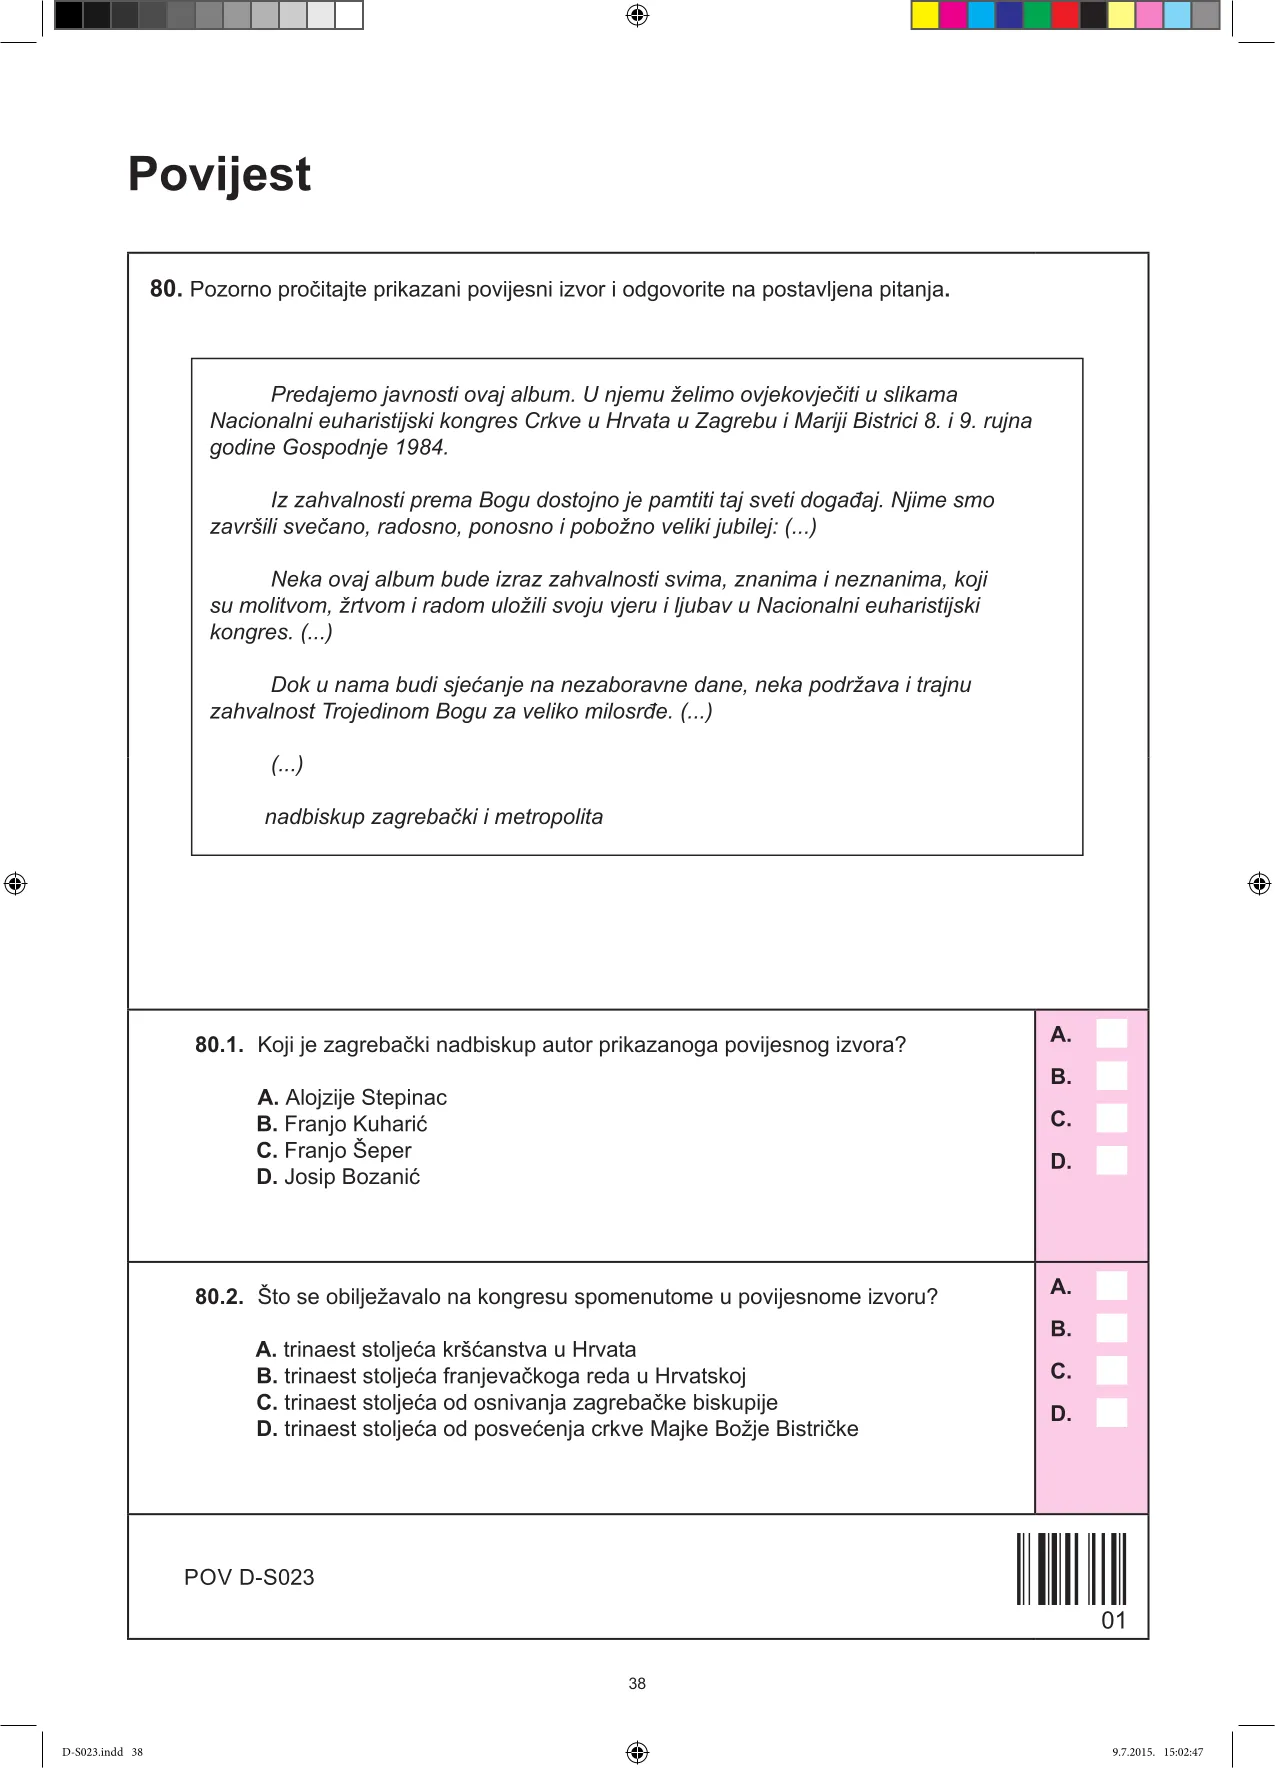 Povijest
80. Pozorno pročitajte prikazani povijesni izvor i odgovorite na postavljena pitanja.
Predajemo javnosti ovaj album. U njemu želimo ovjekovječiti u slikama
Nacionalni euharistijski kongres Crkve u Hrvata u Zagrebu i Mariji Bistrici 8. i 9. rujna
godine Gospodnje 1984.
Iz zahvalnosti prema Bogu dostojno je pamtiti taj sveti događaj. Njime smo
završili svečano, radosno, ponosno i pobožno veliki jubilej: (...)
Neka ovaj album bude izraz zahvalnosti svima, znanima i neznanima, koji
su molitvom, žrtvom i radom uložili svoju vjeru i ljubav u Nacionalni euharistijski
kongres. (...)
Dok u nama budi sjećanje na nezaboravne dane, neka podržava i trajnu
zahvalnost Trojedinom Bogu za veliko milosrđe. (...)
(...)
nadbiskup zagrebački i metropolita
80.1. Koji je zagrebački nadbiskup autor prikazanoga povijesnog izvora?
A. Alojzije Stepinac
B. Franjo Kuharić
C. Franjo Šeper
D. Josip Bozanić
A.
B.
C.
D.
80.2. Što se obilježavalo na kongresu spomenutome u povijesnome izvoru?
A. trinaest stoljeća kršćanstva u Hrvata
B. trinaest stoljeća franjevačkoga reda u Hrvatskoj
C. trinaest stoljeća od osnivanja zagrebačke biskupije
D. trinaest stoljeća od posvećenja crkve Majke Božje Bistričke
A.
B.
C.
D.
POV D-S023
01
38
D-S023.indd 38
9.7.2015. 15:02:47